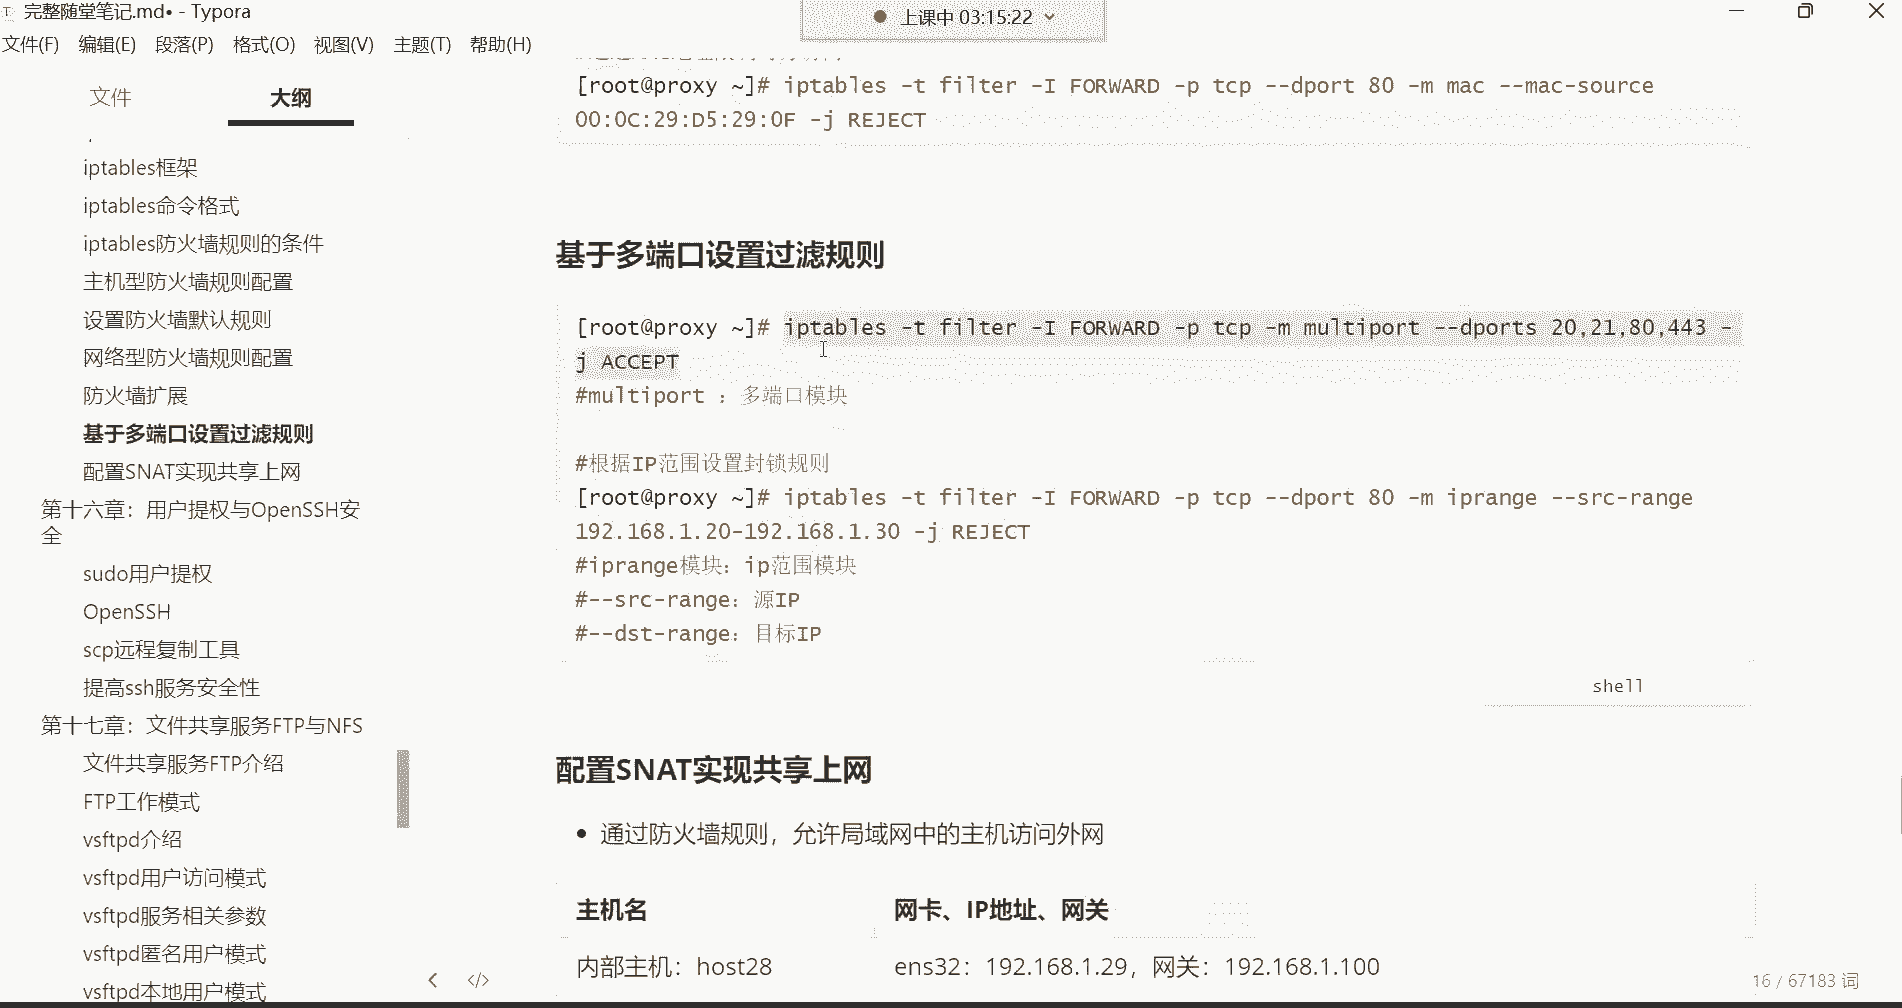 完整随堂笔记.md• - Typora
上课中 03:15:22
文件(F) 编辑(E) 段落(P) 格式(O) 视图(V) 主题(T) 帮助(H)
文件 大纲
iptables框架
iptables命令格式
iptables防火墙规则的条件
主机型防火墙规则配置
设置防火墙默认规则
网络型防火墙规则配置
防火墙扩展
基于多端口设置过滤规则
配置SNAT实现共享上网
第十六章：用户提权与OpenSSH安
全
sudo用户提权
OpenSSH
scp远程复制工具
提高ssh服务安全性
第十七章：文件共享服务FTP与NFS
文件共享服务FTP介绍
FTP工作模式
vsftpd介绍
vsftpd用户访问模式
vsftpd服务相关参数
vsftpd匿名用户模式
vsftpd本地用户模式
[root@proxy ~]# iptables -t filter -I FORWARD -p tcp --dport 80 -m mac --mac-source
00:0C:29:D5:29:0F -j REJECT
基于多端口设置过滤规则
[root@proxy ~]# iptables -t filter -I FORWARD -p tcp -m multiport --dports 20,21,80,443 -
j ACCEPT
#multiport ：多端口模块
#根据IP范围设置封锁规则
[root@proxy ~]# iptables -t filter -I FORWARD -p tcp --dport 80 -m iprange --src-range
192.168.1.20-192.168.1.30 -j REJECT
#iprange模块：ip范围模块
#--src-range：源IP
#--dst-range：目标IP
shell
配置SNAT实现共享上网
• 通过防火墙规则，允许局域网中的主机访问外网
主机名 网卡、IP地址、网关
内部主机：host28 ens32：192.168.1.29，网关：192.168.1.100
16 / 67183 词